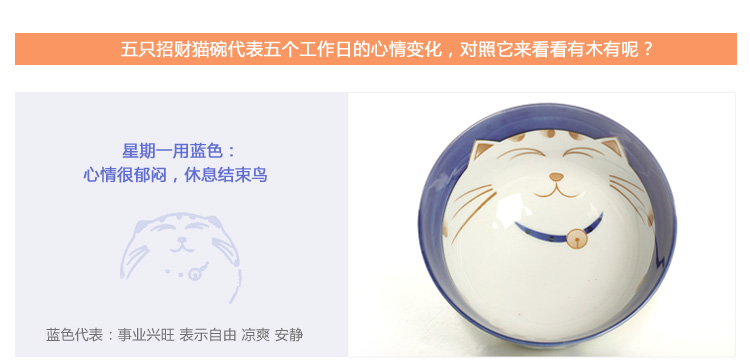 五只招财猫碗代表五个工作日的心情变化，对照它来看看有木有呢？
星期一用蓝色：
心情很郁闷，休息结束鸟
蓝色代表：事业兴旺 表示自由 凉爽 安静